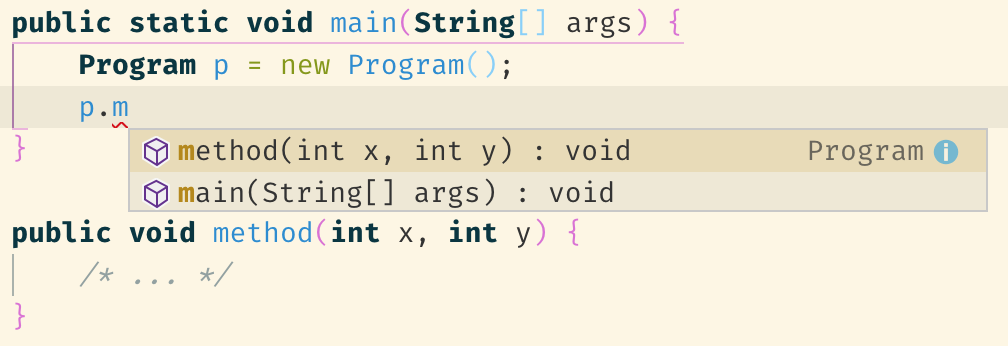 public static void main(String[] args) {
Program p = new Program();
p.m
}
method(int x, int y) : void Program i
main(String[] args) : void
public void method(int x, int y) {
/* ... */
}